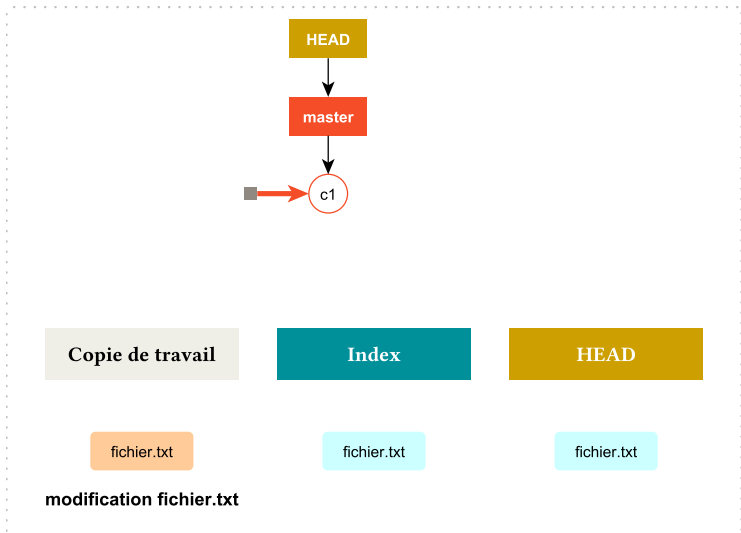 HEAD
master
c1
Copie de travail
Index
HEAD
fichier.txt
fichier.txt
fichier.txt
modification fichier.txt